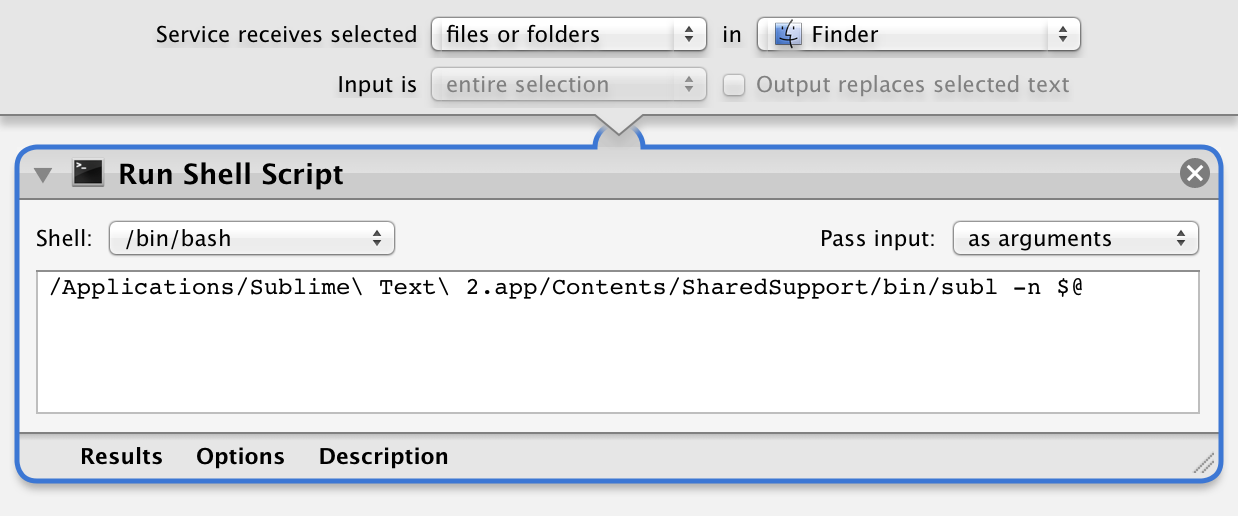 Service receives selected files or folders in Finder
Input is entire selection Output replaces selected text
Run Shell Script
Shell: /bin/bash Pass input: as arguments
/Applications/Sublime\ Text\ 2.app/Contents/SharedSupport/bin/subl -n $@
Results Options Description